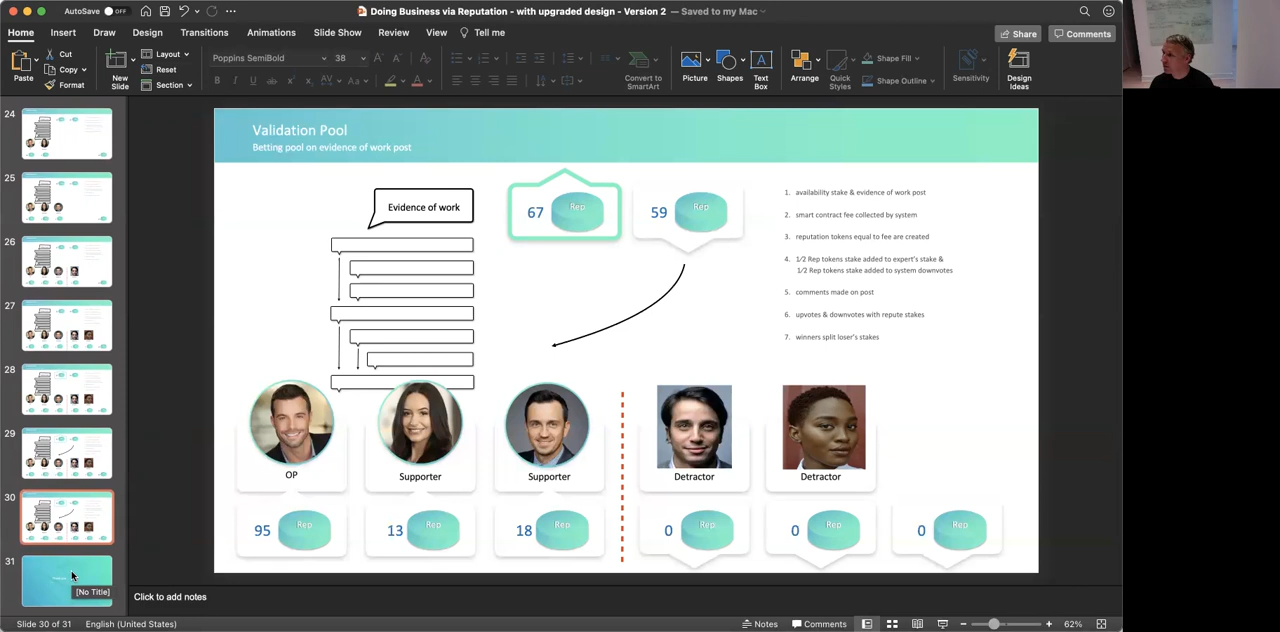 AutoSave OFF
Doing Business via Reputation - with upgraded design - Version 2 — Saved to my Mac
Home Insert Draw Design Transitions Animations Slide Show Review View Tell me
Share Comments
Paste
Cut
Copy
Format
New Slide
Layout
Reset
Section
Poppins SemiBold 38
Convert to SmartArt
Picture
Shapes
Text Box
Arrange
Quick Styles
Shape Fill
Shape Outline
Sensitivity
Design Ideas
24
25
26
27
28
29
30
31
[No Title]
Validation Pool
Betting pool on evidence of work post
Evidence of work
67 Rep
59 Rep
1. availability stake & evidence of work post
2. smart contract fee collected by system
3. reputation tokens equal to fee are created
4. 1/2 Rep tokens stake added to expert's stake &
1/2 Rep tokens stake added to system downvotes
5. comments made on post
6. upvotes & downvotes with repute stakes
7. winners split loser's stakes
OP
Supporter
Supporter
Detractor
Detractor
95 Rep
13 Rep
18 Rep
0 Rep
0 Rep
0 Rep
Click to add notes
Slide 30 of 31 English (United States)
Notes Comments 62%